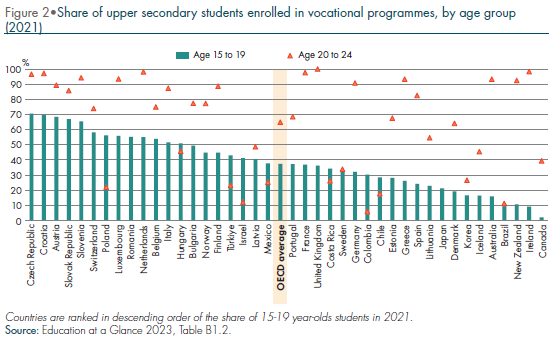 Figure 2•Share of upper secondary students enrolled in vocational programmes, by age group
(2021)
Age 15 to 19
Age 20 to 24
%
100
90
80
70
60
50
40
30
20
10
0
Czech Republic
Croatia
Austria
Slovak Republic
Slovenia
Switzerland
Poland
Luxembourg
Romania
Netherlands
Belgium
Italy
Hungary
Bulgaria
Norway
Finland
Türkiye
Israel
Latvia
Mexico
OECD average
Portugal
France
United Kingdom
Costa Rica
Sweden
Germany
Colombia
Chile
Estonia
Greece
Spain
Lithuania
Japan
Denmark
Korea
Iceland
Australia
Brazil
New Zealand
Ireland
Canada
Countries are ranked in descending order of the share of 15-19 year-olds students in 2021.
Source: Education at a Glance 2023, Table B1.2.